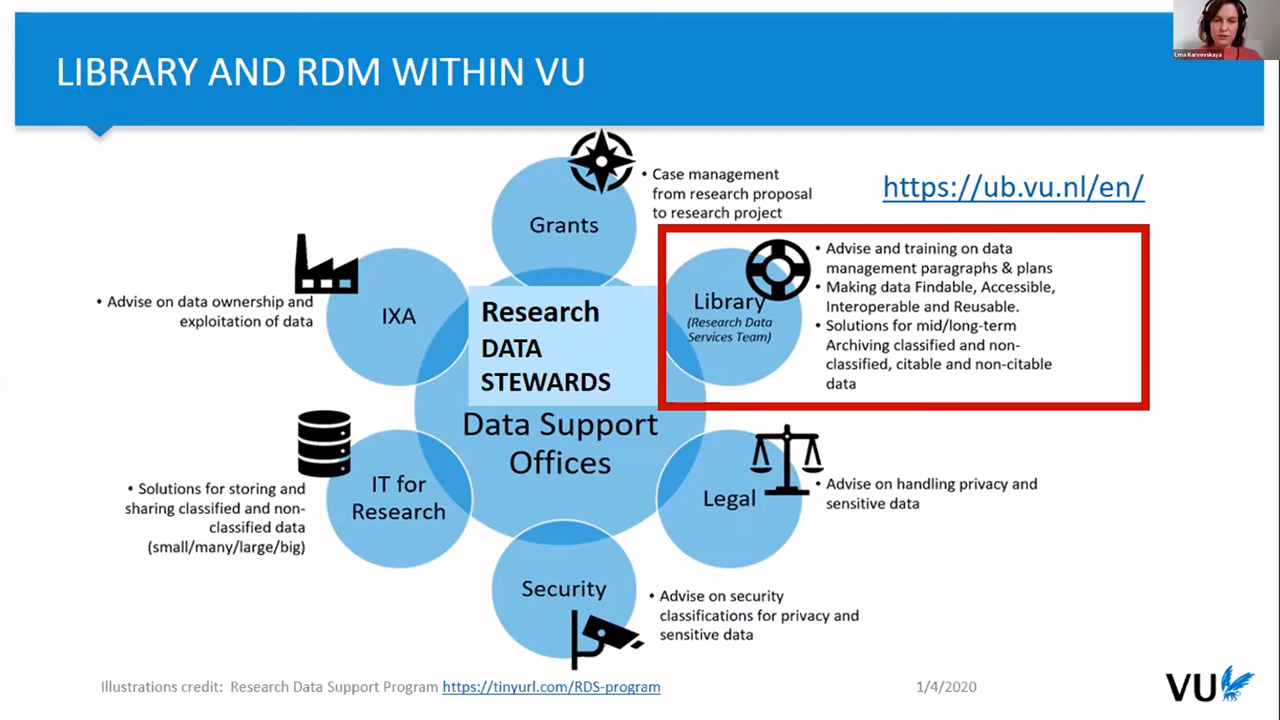 Lena Karvovskaya
LIBRARY AND RDM WITHIN VU
https://ub.vu.nl/en/
Grants
• Case management
from research proposal
to research project
Library
(Research Data
Services Team)
• Advise and training on data
management paragraphs & plans
• Making data Findable, Accessible,
Interoperable and Reusable.
• Solutions for mid/long-term
Archiving classified and non-
classified, citable and non-citable
data
IXA
• Advise on data ownership and
exploitation of data
Research
DATA
STEWARDS
Data Support
Offices
IT for
Research
• Solutions for storing and
sharing classified and non-
classified data
(small/many/large/big)
Legal
• Advise on handling privacy and
sensitive data
Security
• Advise on security
classifications for privacy and
sensitive data
Illustrations credit: Research Data Support Program https://tinyurl.com/RDS-program
1/4/2020
VU